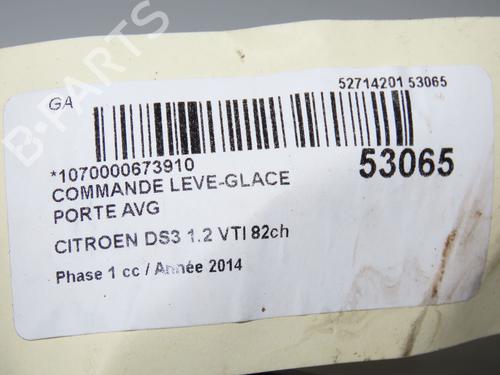 B-PARTS
GA
52714201 53065
*1070000673910
53065
COMMANDE LEVE-GLACE
PORTE AVG
CITROEN DS3 1.2 VTI 82ch
Phase 1 cc / Année 2014